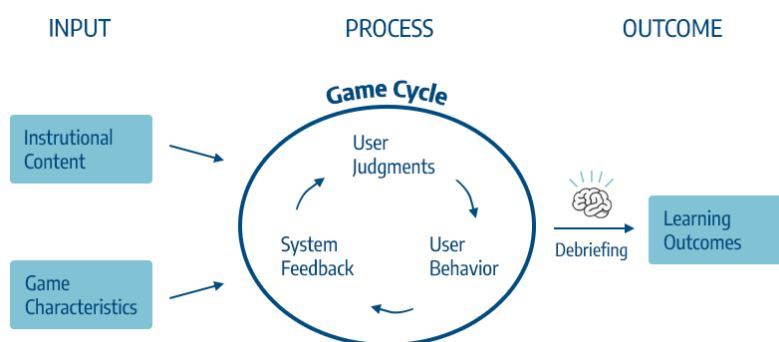 INPUT
PROCESS
OUTCOME
Game Cycle
Instrutional
Content
User
Judgments
System
Feedback
User
Behavior
Debriefing
Learning
Outcomes
Game
Characteristics